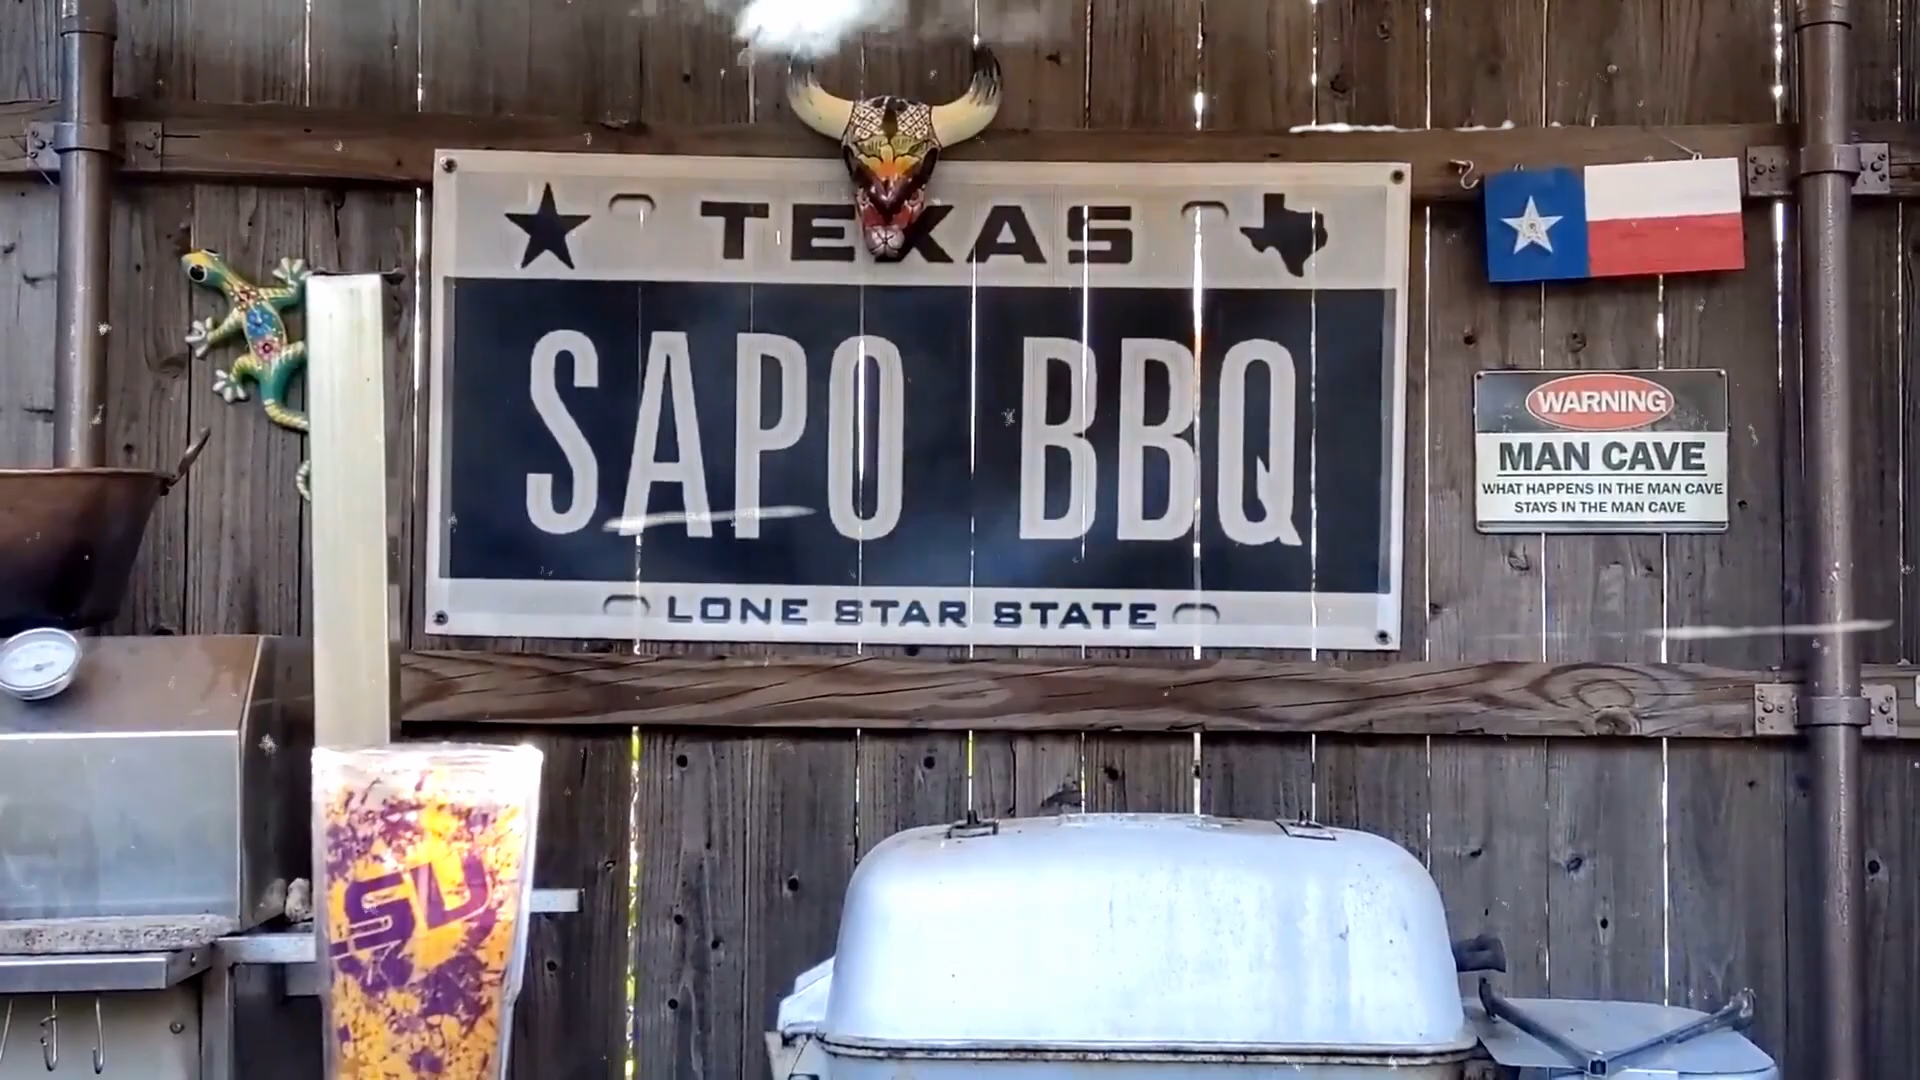 TEXAS
SAPO BBQ
LONE STAR STATE
WARNING
MAN CAVE
WHAT HAPPENS IN THE MAN CAVE
STAYS IN THE MAN CAVE
LSU